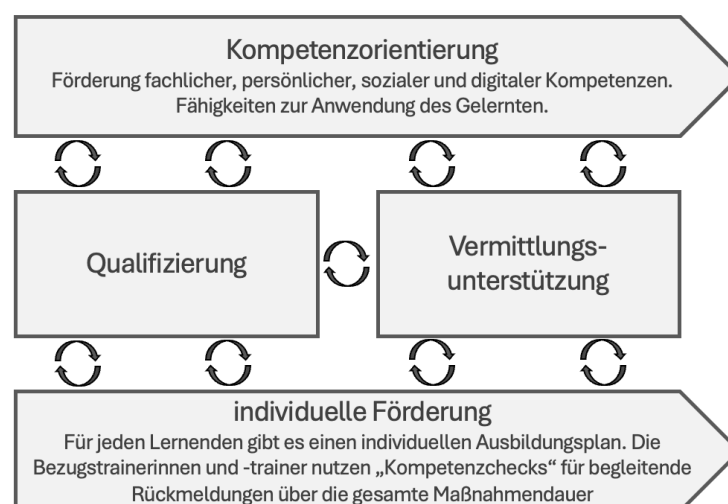 Kompetenzorientierung
Förderung fachlicher, persönlicher, sozialer und digitaler Kompetenzen.
Fähigkeiten zur Anwendung des Gelernten.
Qualifizierung
Vermittlungs-
unterstützung
individuelle Förderung
Für jeden Lernenden gibt es einen individuellen Ausbildungsplan. Die
Bezugstrainerinnen und -trainer nutzen „Kompetenzchecks“ für begleitende
Rückmeldungen über die gesamte Maßnahmendauer